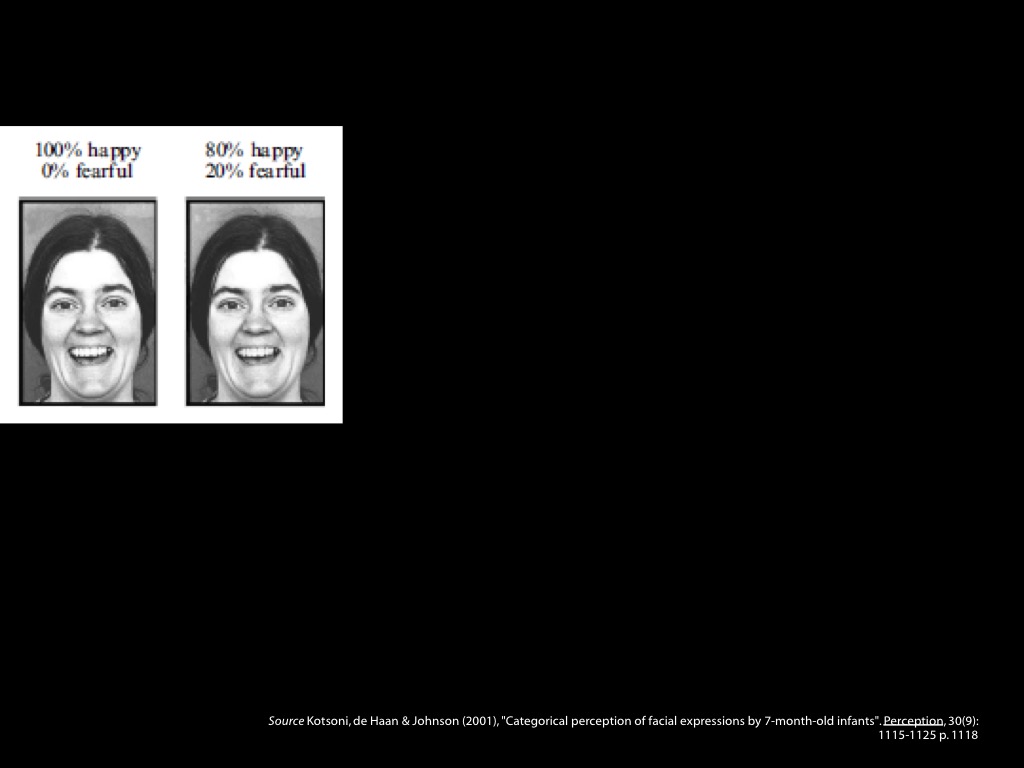 100% happy
0% fearful
80% happy
20% fearful
Source Kotsoni, de Haan & Johnson (2001), "Categorical perception of facial expressions by 7-month-old infants". Perception, 30(9):
1115-1125 p. 1118